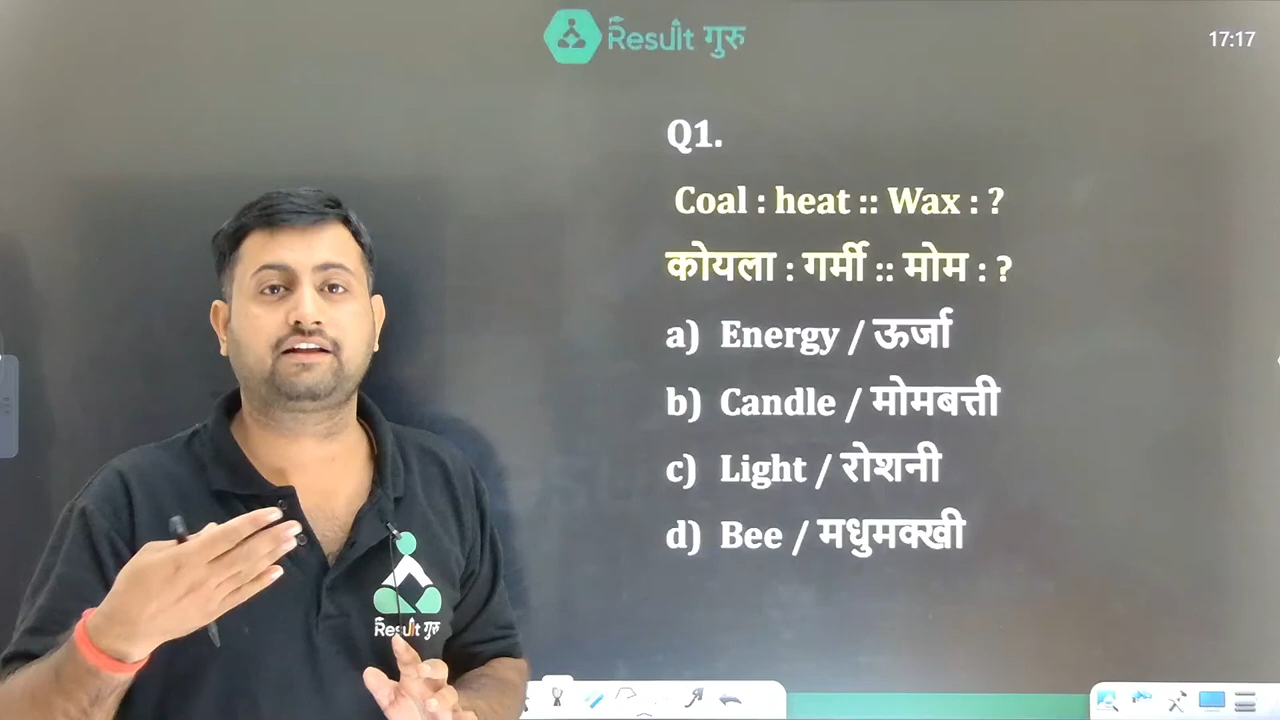 Result गुरु
17:17
Q1.
Coal : heat :: Wax : ?
कोयला : गर्मी :: मोम : ?
a) Energy / ऊर्जा
b) Candle / मोमबत्ती
c) Light / रोशनी
d) Bee / मधुमक्खी
Result गुरु